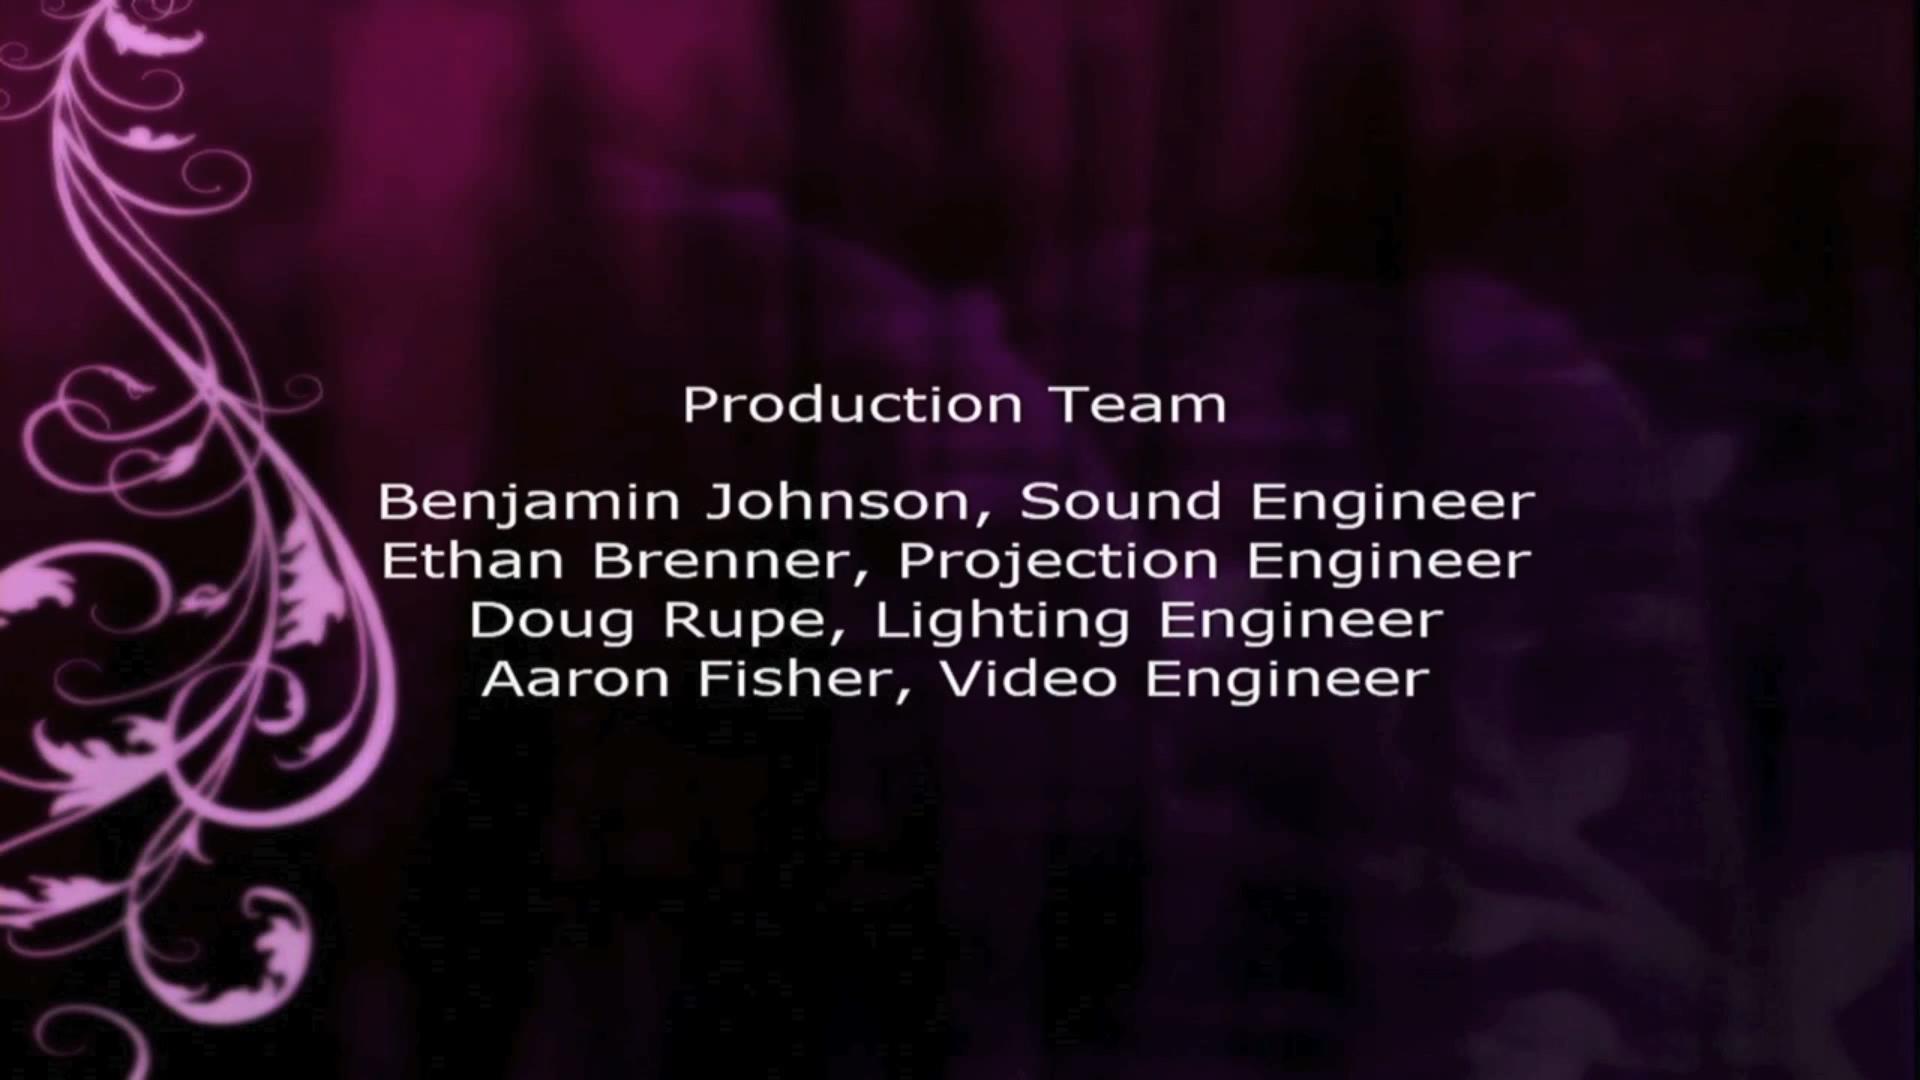 Production Team
Benjamin Johnson, Sound Engineer
Ethan Brenner, Projection Engineer
Doug Rupe, Lighting Engineer
Aaron Fisher, Video Engineer